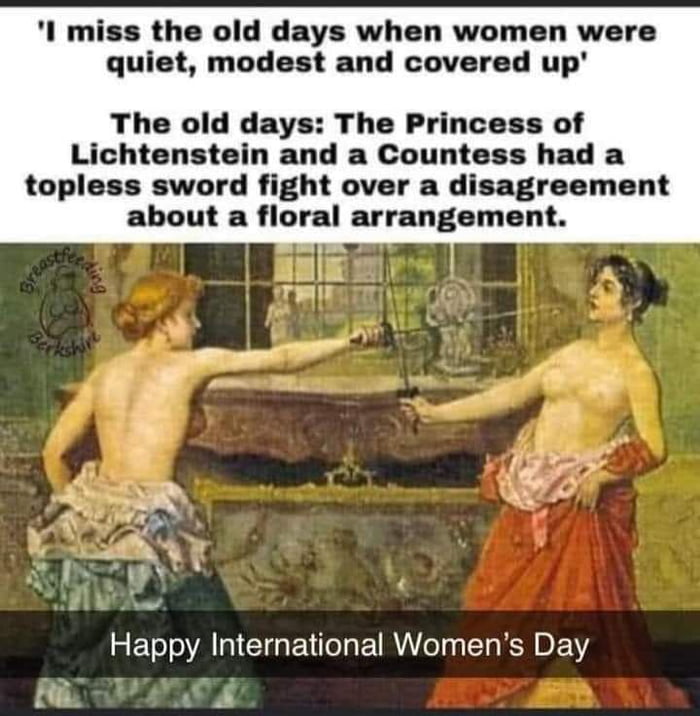 'I miss the old days when women were
quiet, modest and covered up'
The old days: The Princess of
Lichtenstein and a Countess had a
topless sword fight over a disagreement
about a floral arrangement.
Breastfeeding
Berkshire
Happy International Women's Day